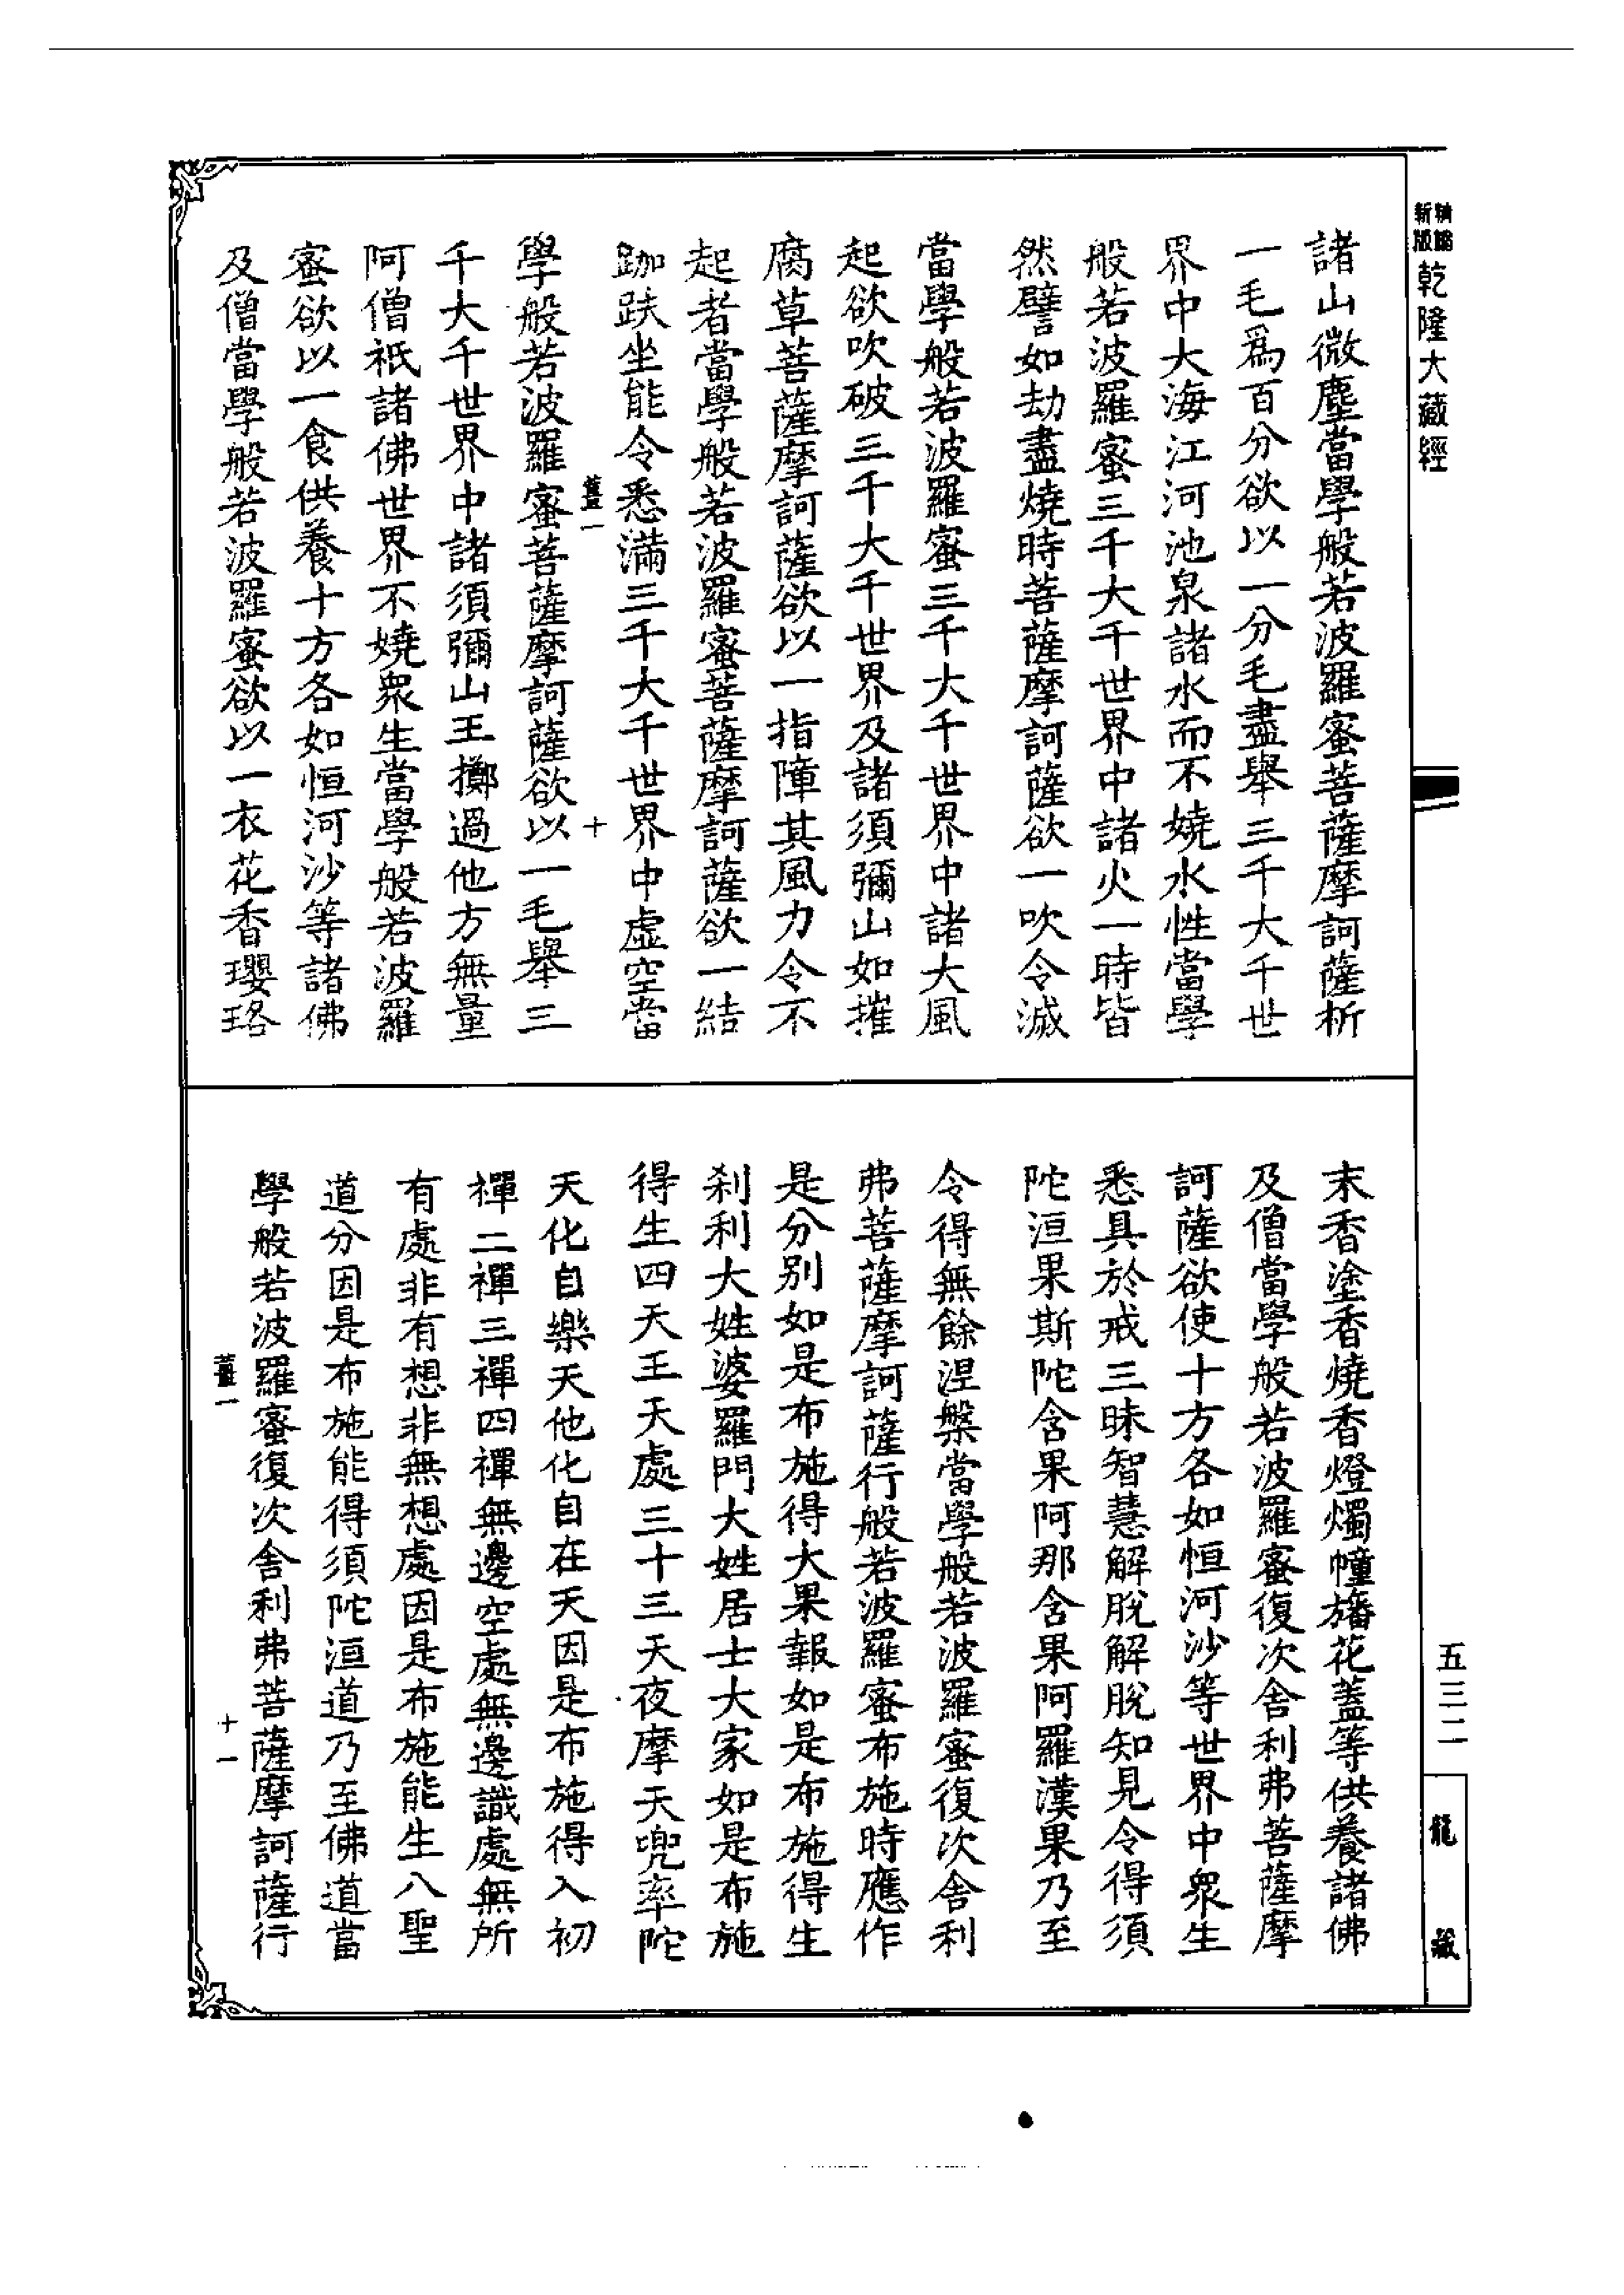 新精
版縮
乾隆大藏經
諸山微塵當學般若波羅蜜菩薩摩訶薩析
一毛爲百分欲以一分毛盡舉三千大千世
界中大海江河池泉諸水而不嬈水性當學
般若波羅蜜三千大千世界中諸火一時皆
然譬如劫盡燒時菩薩摩訶薩欲一吹令滅
當學般若波羅蜜三千大千世界中諸大風
起欲吹破三千大千世界及諸須彌山如摧
腐草菩薩摩訶薩欲以一指障其風力令不
起者當學般若波羅蜜菩薩摩訶薩欲一結
跏趺坐能令悉滿三千大千世界中虛空當
薑一
十
學般若波羅蜜菩薩摩訶薩欲以一毛舉三
千大千世界中諸須彌山王擲過他方無量
阿僧祇諸佛世界不嬈衆生當學般若波羅
蜜欲以一食供養十方各如恒河沙等諸佛
及僧當學般若波羅蜜欲以一衣花香瓔珞
末香塗香燒香燈燭幢旛花蓋等供養諸佛
及僧當學般若波羅蜜復次舍利弗菩薩摩
訶薩欲使十方各如恒河沙等世界中衆生
悉具於戒三昧智慧解脫解脫知見令得須
陀洹果斯陀含果阿那含果阿羅漢果乃至
令得無餘涅槃當學般若波羅蜜復次舍利
弗菩薩摩訶薩行般若波羅蜜布施時應作
是分別如是布施得大果報如是布施得生
刹利大姓婆羅門大姓居士大家如是布施
得生四天王天處三十三天夜摩天兜率陀
天化自樂天他化自在天因是布施得入初
禪二禪三禪四禪無邊空處無邊識處無所
有處非有想非無想處因是布施能生八聖
道分因是布施能得須陀洹道乃至佛道當
學般若波羅蜜復次舍利弗菩薩摩訶薩行
薑一
十一
五三二
龍藏